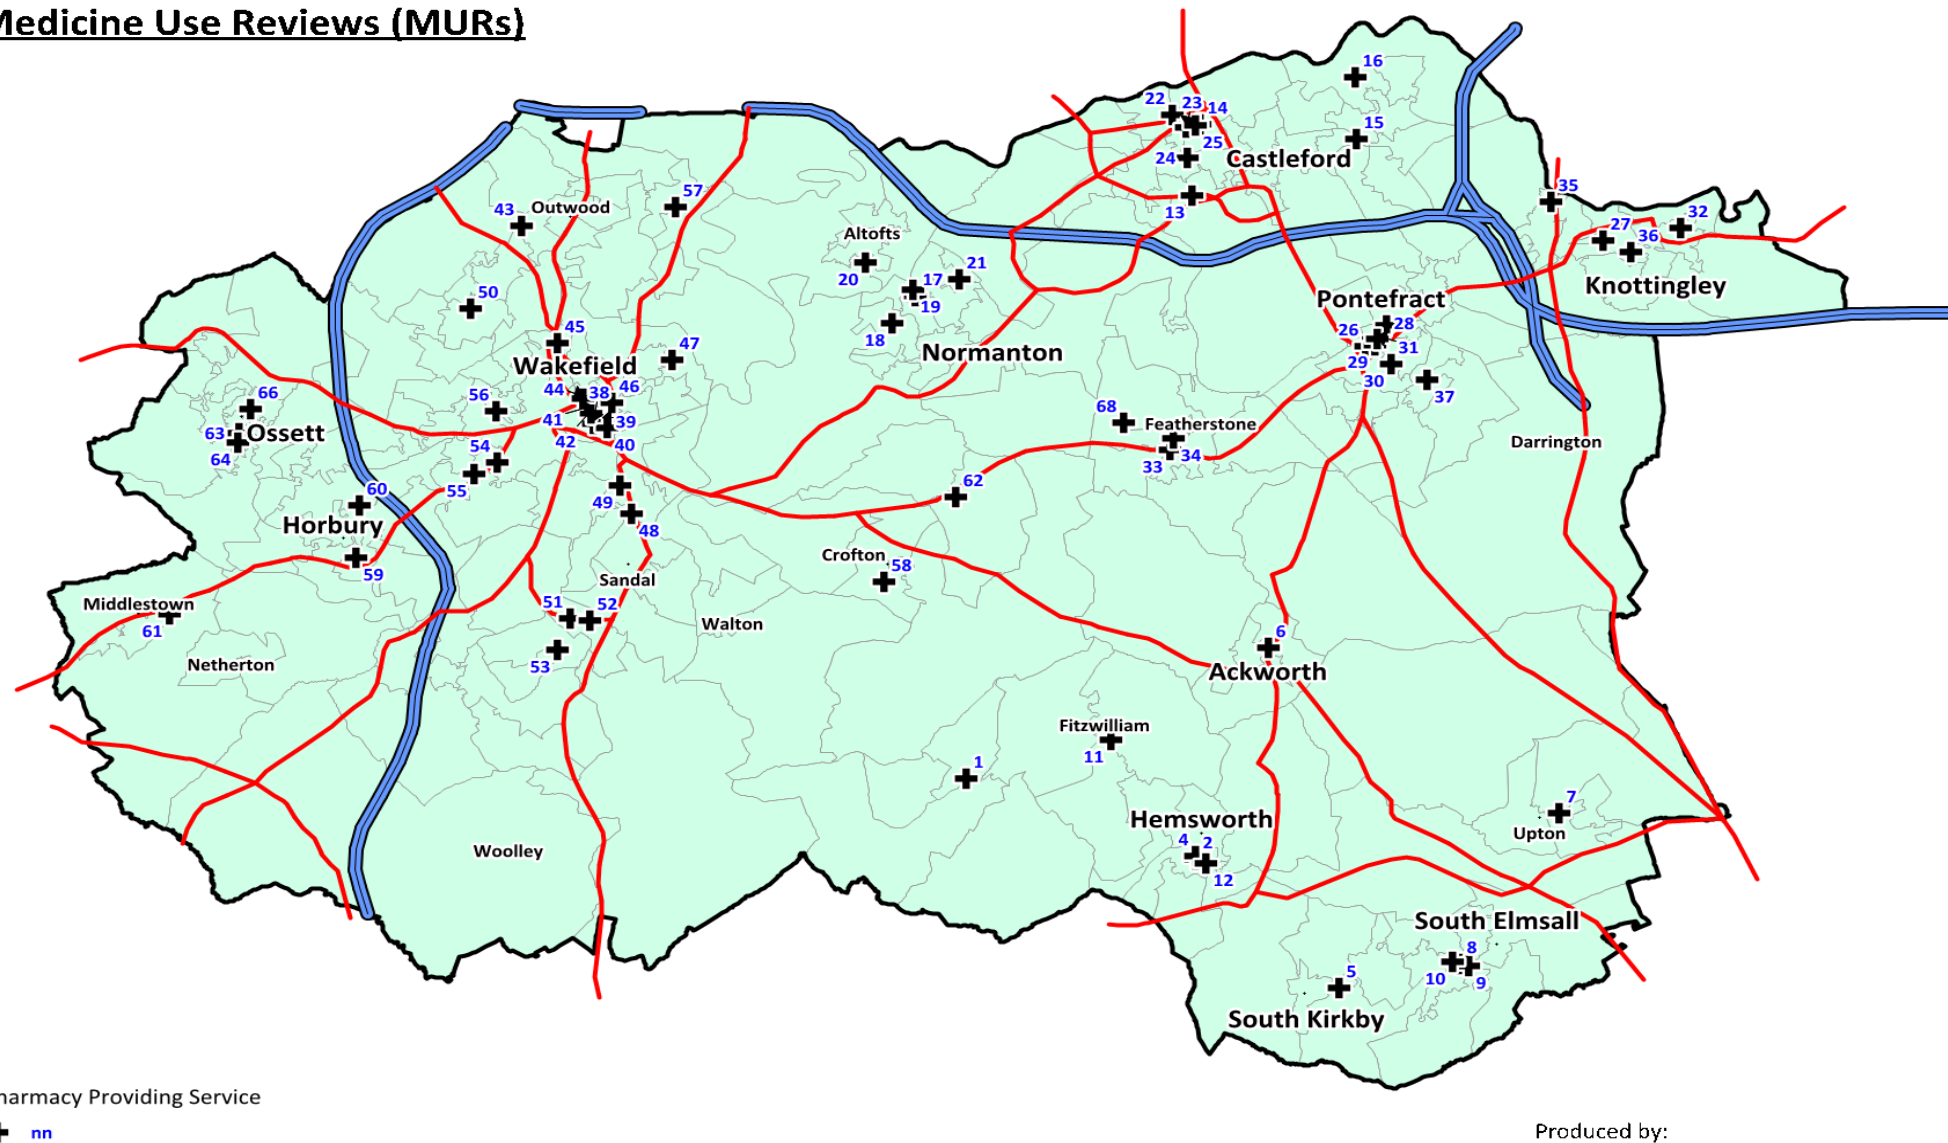 Medicine Use Reviews (MURs)
16
22 23 14
15
25
24 Castleford
13
35
57
43 Outwood
32
27
36
Altofts
20
17 21
19
Knottingley
50
Pontefract
18
26 28
45
47
Normanton
31
29
30
Wakefield
37
44 38 46
56
66
68
41 39
Featherstone
63 Ossett
42 40
Darrington
64
54
33 34
62
55
60
49
48
Horbury
Crofton
58
59
Sandal
51 52
Middlestown
61
Walton
6
53
Netherton
Ackworth
Fitzwilliam
11
1
7
Hemsworth
Upton
4 2
Woolley
12
South Elmsall
8
10 9
5
South Kirkby
harmacy Providing Service
nn
Produced by: